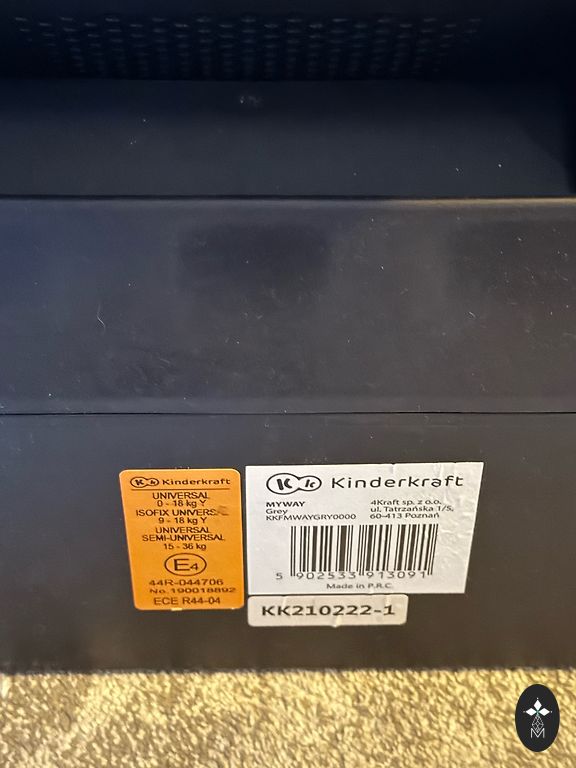 Kinderkraft
UNIVERSAL
0 - 18 kg Y
ISOFIX UNIVERSAL
9 - 18 kg Y
UNIVERSAL
SEMI-UNIVERSAL
15 - 36 kg
E4
44R-044706
No. 190018892
ECE R44-04
Kk Kinderkraft
MYWAY
Grey
KKFMWAYGRY0000
4Kraft sp. z o.o.
ul. Tatrzańska 1/5,
60-413 Poznań
5 902533 913091
Made in P.R.C.
KK210222-1
M